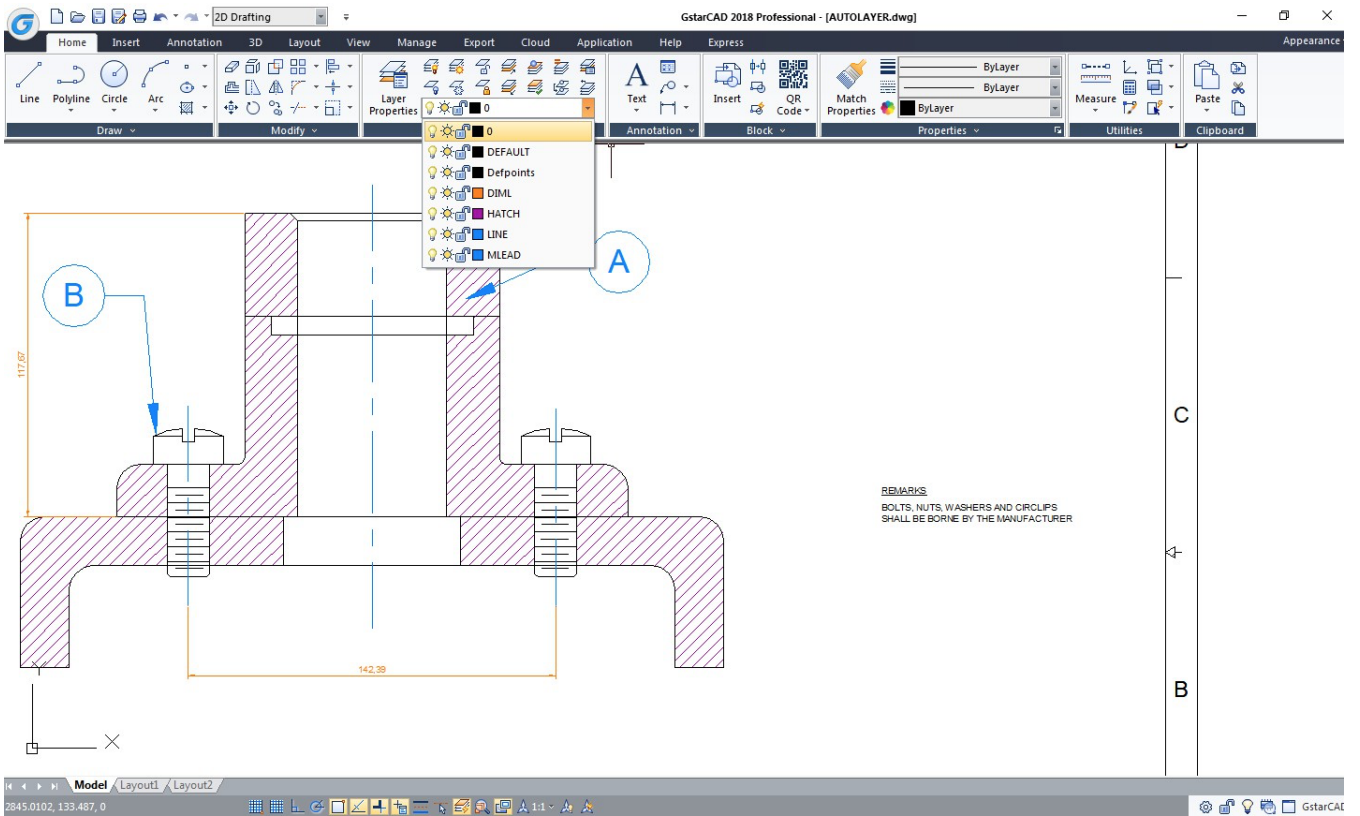 2D Drafting
GstarCAD 2018 Professional - [AUTOLAYER.dwg]
Home Insert Annotation 3D Layout View Manage Export Cloud Application Help Express Appearance
Line Polyline Circle Arc
Layer Properties
0
Text
Insert
QR Code
Match Properties
ByLayer
ByLayer
ByLayer
Measure
Paste
Draw Modify Annotation Block Properties Utilities Clipboard
0
DEFAULT
Defpoints
DIML
HATCH
LINE
MLEAD
D
A
B
117,67
C
REMARKS
BOLTS, NUTS, WASHERS AND CIRCLIPS
SHALL BE BORNE BY THE MANUFACTURER
142,39
B
Y
X
Model Layout1 Layout2
2845.0102, 133.487, 0
1:1
GstarCAD